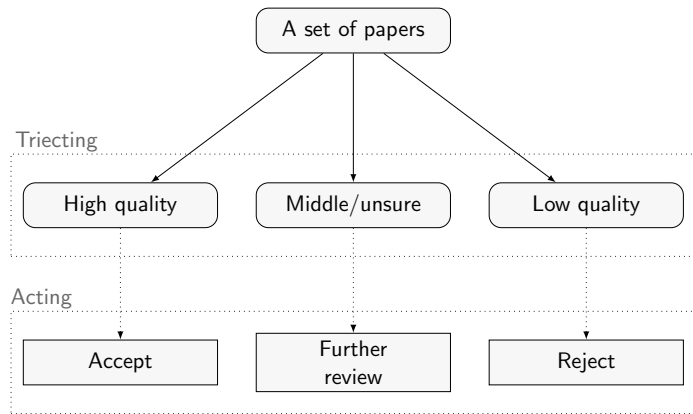 A set of papers
Triecting
High quality
Middle/unsure
Low quality
Acting
Accept
Further
review
Reject